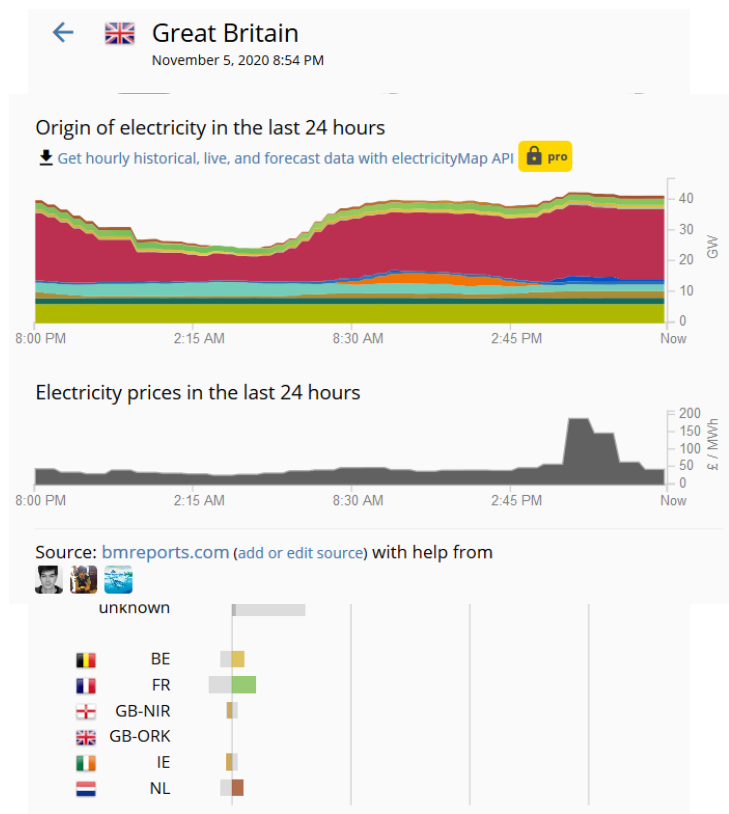 Great Britain
November 5, 2020 8:54 PM
Origin of electricity in the last 24 hours
Get hourly historical, live, and forecast data with electricityMap API pro
40
30
20
10
0
GW
8:00 PM 2:15 AM 8:30 AM 2:45 PM Now
Electricity prices in the last 24 hours
200
150
100
50
0
£ / MWh
8:00 PM 2:15 AM 8:30 AM 2:45 PM Now
Source: bmreports.com (add or edit source) with help from
unknown
BE
FR
GB-NIR
GB-ORK
IE
NL